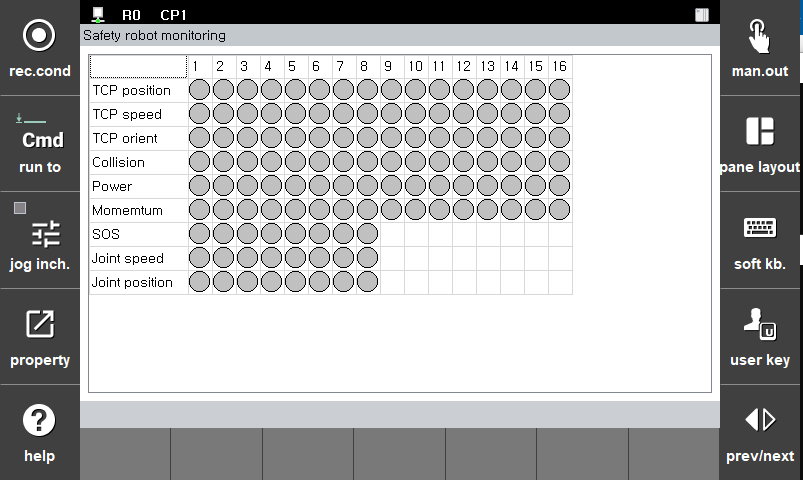 R0 CP1
Safety robot monitoring
rec.cond
Cmd
run to
jog inch.
property
help
1 2 3 4 5 6 7 8 9 10 11 12 13 14 15 16
TCP position
TCP speed
TCP orient
Collision
Power
Momemtum
SOS
Joint speed
Joint position
man.out
pane layout
soft kb.
U
user key
prev/next